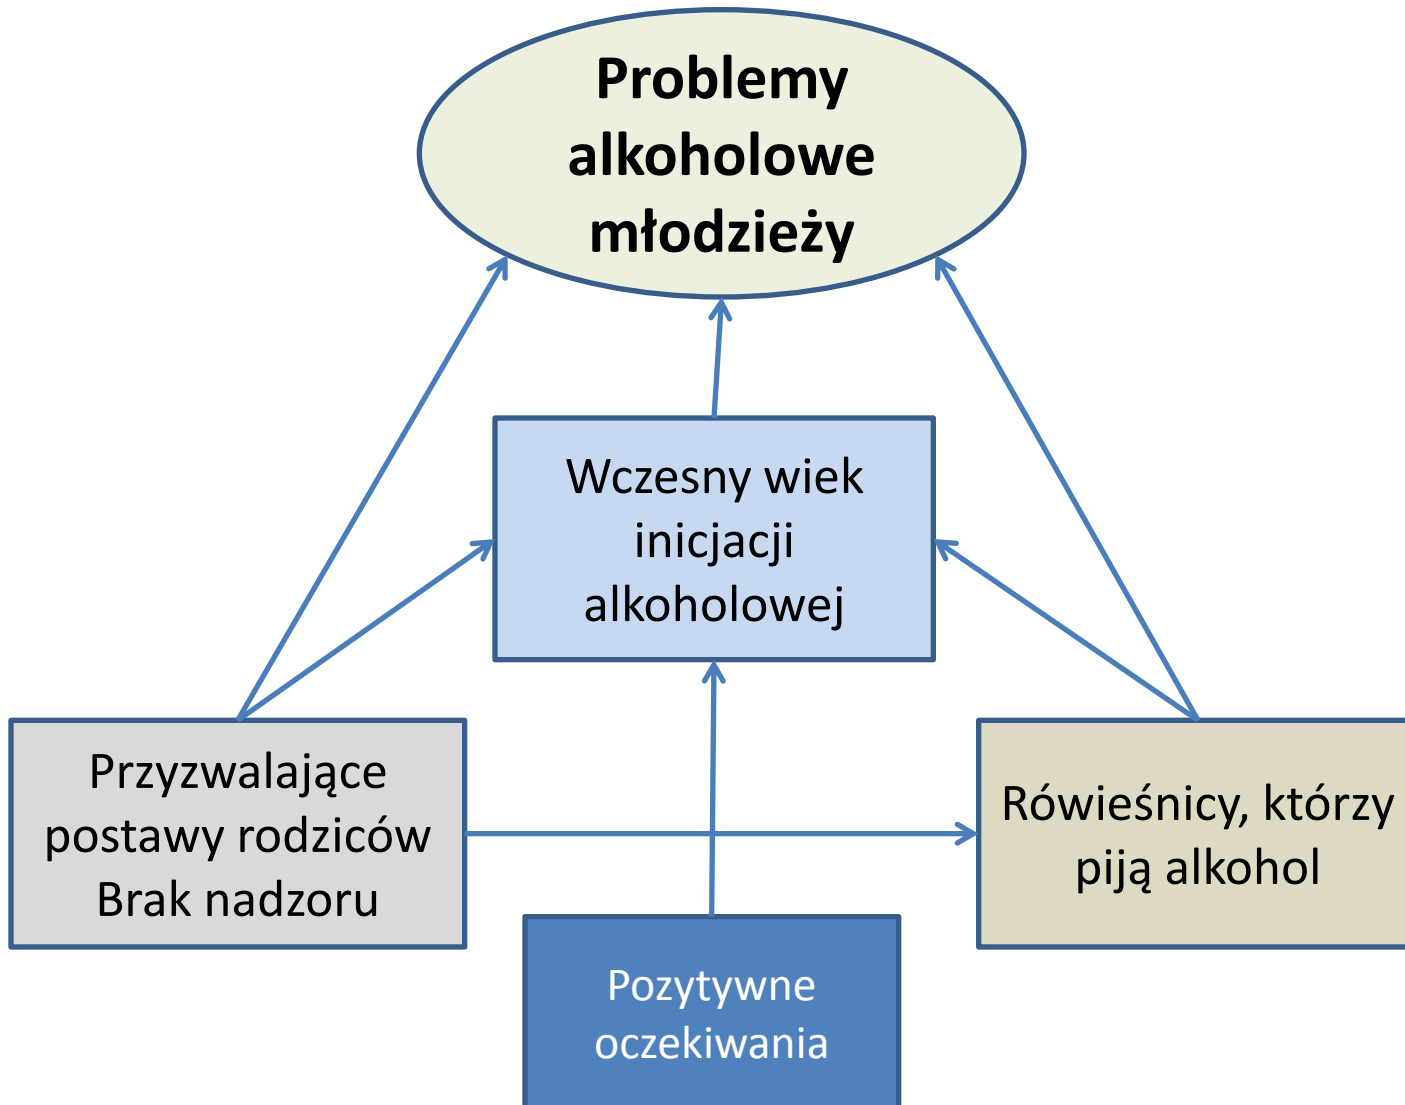 Problemy
alkoholowe
młodzieży
Wczesny wiek
inicjacji
alkoholowej
Przyzwalające
postawy rodziców
Brak nadzoru
Rówieśnicy, którzy
piją alkohol
Pozytywne
oczekiwania